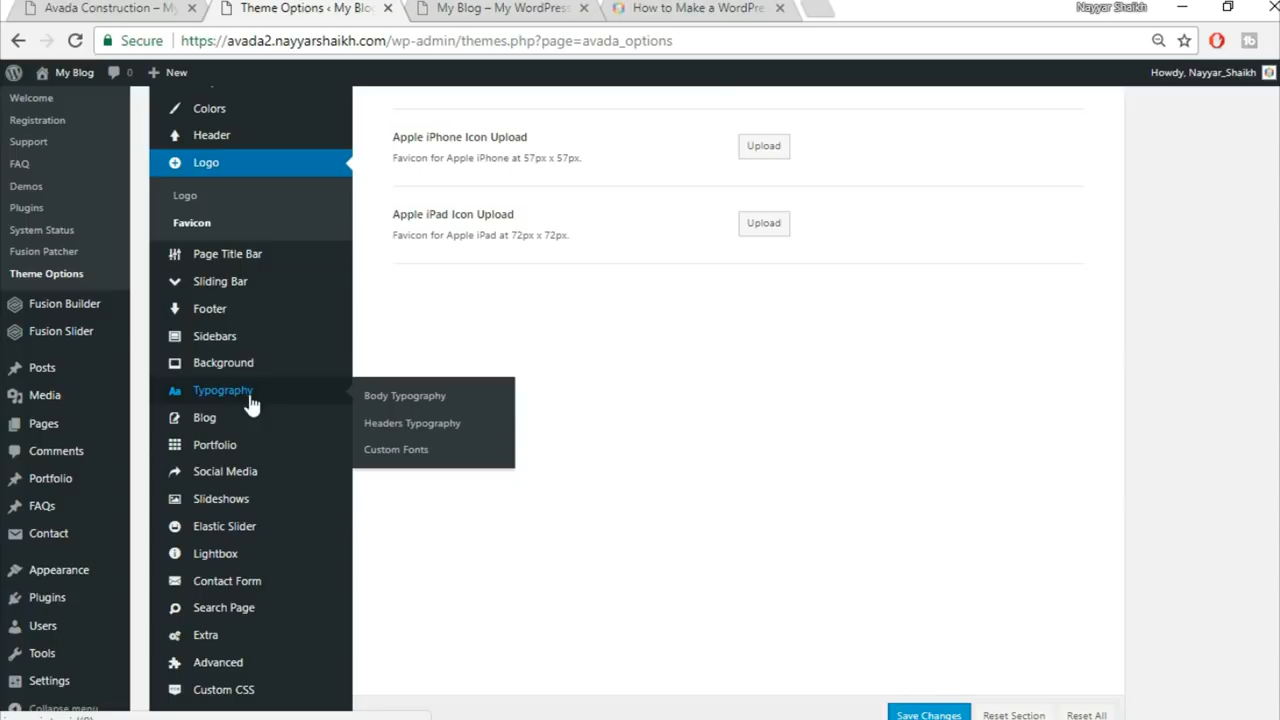 Avada Construction – My
Theme Options ‹ My Blo
My Blog – My WordPress
How to Make a WordPre
Nayyar Shaikh
Secure
https://avada2.nayyarshaikh.com/wp-admin/themes.php?page=avada_options
My Blog
0
New
Howdy, Nayyar_Shaikh
Welcome
Registration
Support
FAQ
Demos
Plugins
System Status
Fusion Patcher
Theme Options
Fusion Builder
Fusion Slider
Posts
Media
Pages
Comments
Portfolio
FAQs
Contact
Appearance
Plugins
Users
Tools
Settings
Collapse menu
Colors
Header
Logo
Logo
Favicon
Page Title Bar
Sliding Bar
Footer
Sidebars
Background
Aa Typography
Blog
Portfolio
Social Media
Slideshows
Elastic Slider
Lightbox
Contact Form
Search Page
Extra
Advanced
Custom CSS
Body Typography
Headers Typography
Custom Fonts
Apple iPhone Icon Upload
Favicon for Apple iPhone at 57px x 57px.
Upload
Apple iPad Icon Upload
Favicon for Apple iPad at 72px x 72px.
Upload
Save Changes
Reset Section
Reset All